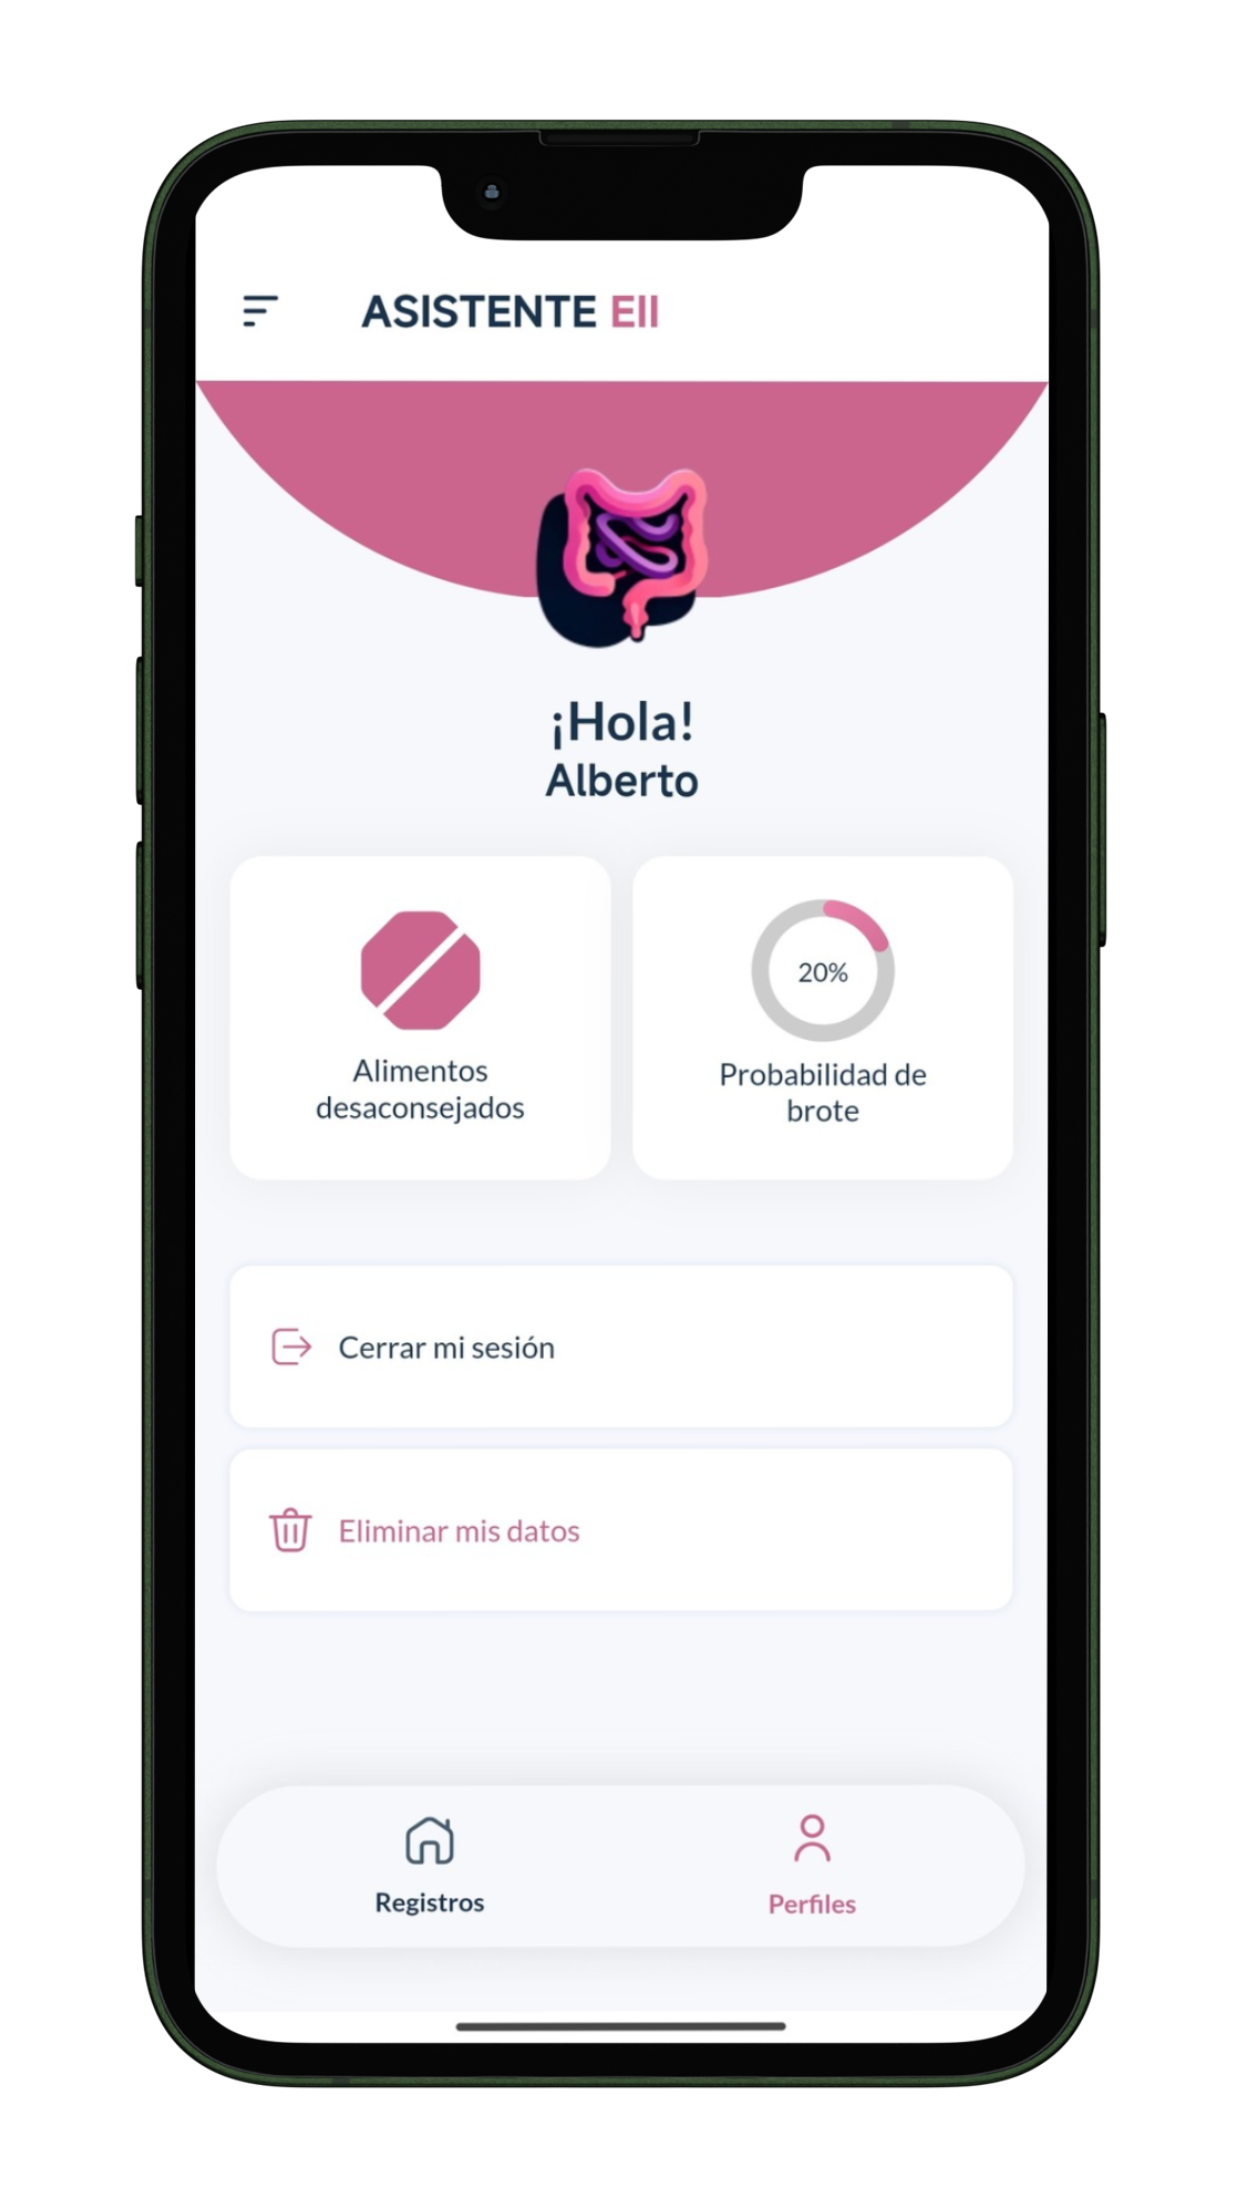 ASISTENTE EII
¡Hola!
Alberto
Alimentos
desaconsejados
20%
Probabilidad de
brote
Cerrar mi sesión
Eliminar mis datos
Registros
Perfiles